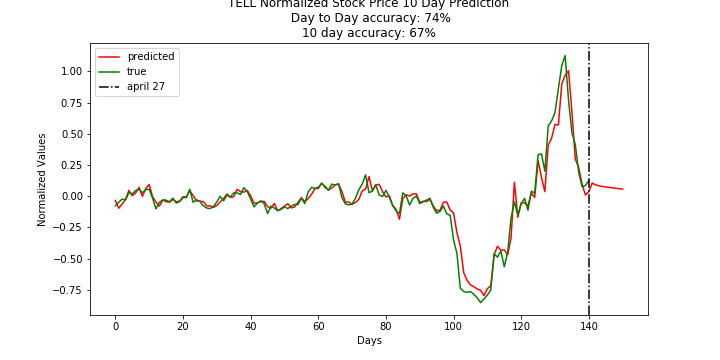 TELL Normalized Stock Price 10 Day Prediction
Day to Day accuracy: 74%
10 day accuracy: 67%
predicted
true
april 27
Normalized Values
1.00
0.75
0.50
0.25
0.00
−0.25
−0.50
−0.75
0
20
40
60
80
100
120
140
Days